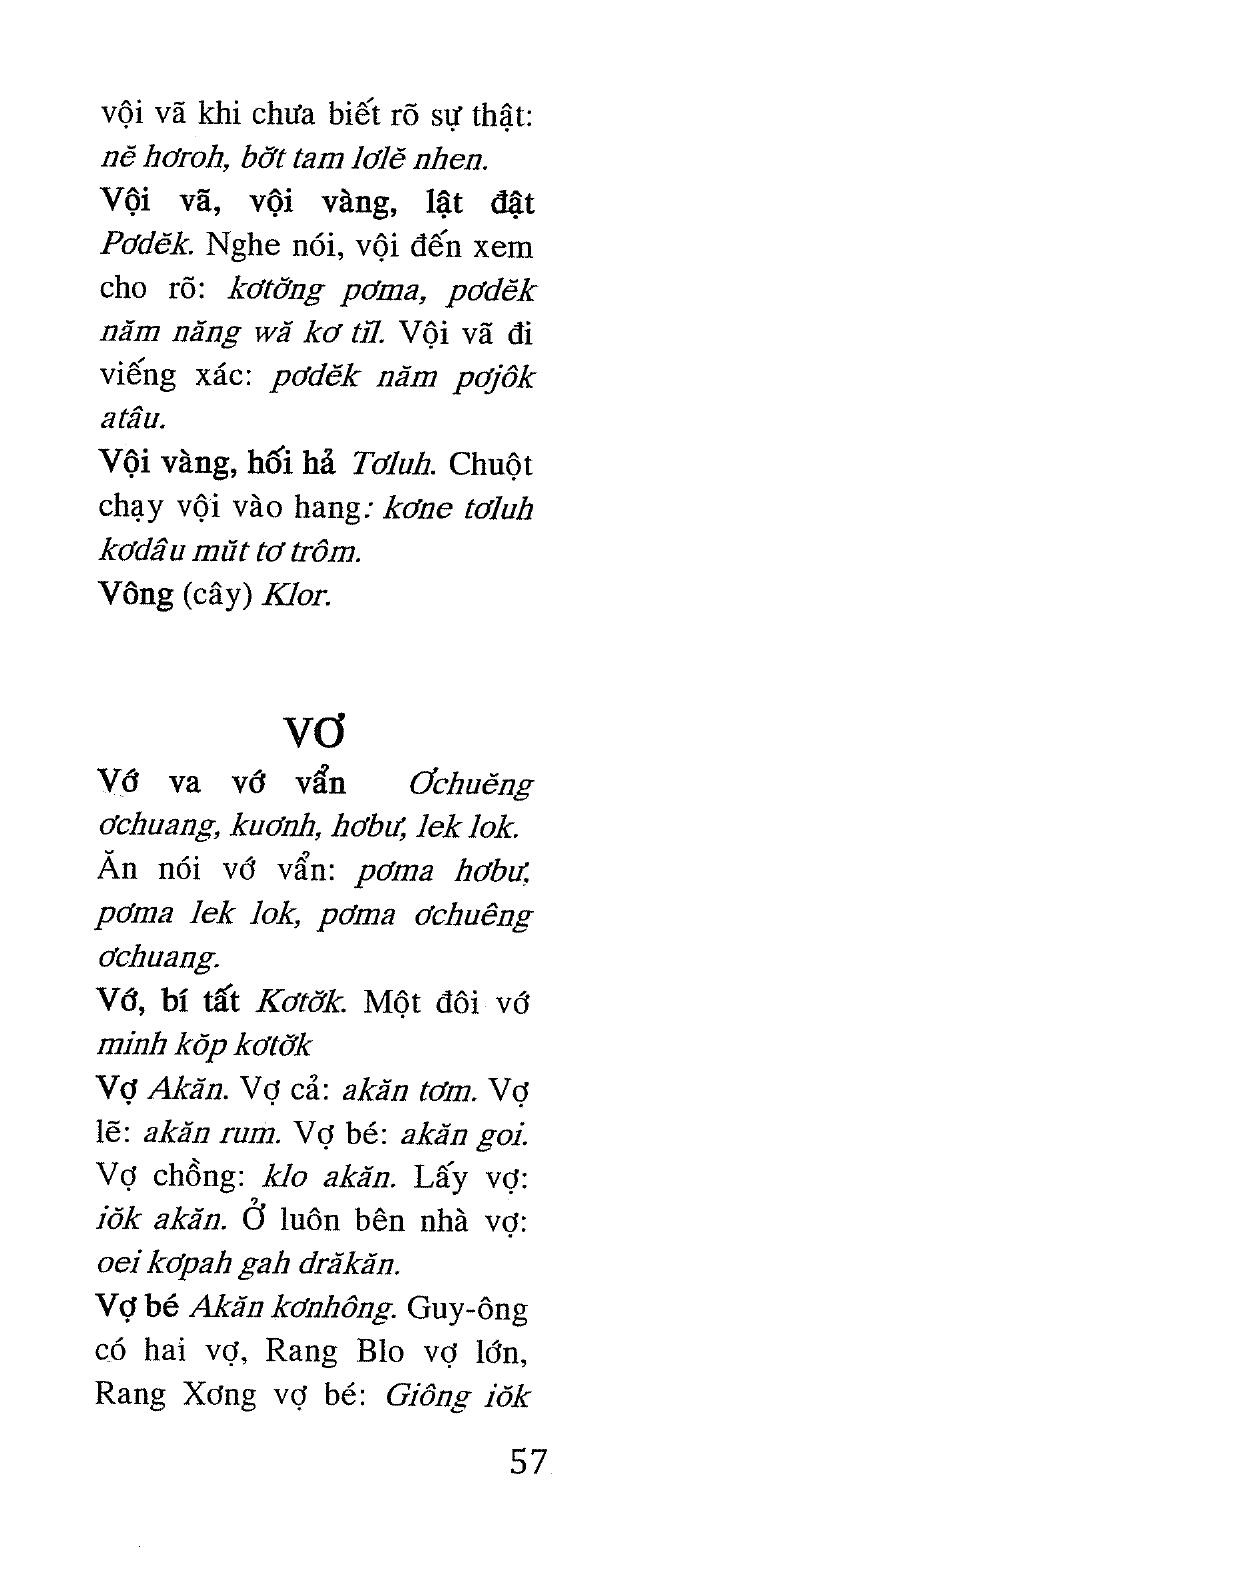 vội vã khi chưa biết rõ sự thật:
nĕ hơroh, bơ̆t tam lơlĕ nhen.
Vội vã, vội vàng, lật đật
Pơdĕk. Nghe nói, vội đến xem
cho rõ: kơtơ̆ng pơma, pơdĕk
năm năng wă kơ tĭl. Vội vã đi
viếng xác: pơdĕk năm pơjôk
atâu.
Vội vàng, hối hả Tơluh. Chuột
chạy vội vào hang: kơne tơluh
kơdâu mŭt tơ trôm.
Vông (cây) Klor.
VƠ
Vớ va vớ vẩn Ơchuĕng
ơchuang, kuơnh, hơbư, lek lok.
Ăn nói vớ vẩn: pơma hơbư,
pơma lek lok, pơma ơchuêng
ơchuang.
Vớ, bí tất Kơtơ̆k. Một đôi vớ
minh kŏp kơtơ̆k
Vợ Akăn. Vợ cả: akăn tơm. Vợ
lẽ: akăn rum. Vợ bé: akăn goi.
Vợ chồng: klo akăn. Lấy vợ:
iŏk akăn. Ở luôn bên nhà vợ:
oei kơpah gah drăkăn.
Vợ bé Akăn kơnhông. Guy-ông
có hai vợ, Rang Blo vợ lớn,
Rang Xơng vợ bé: Giông iŏk
57